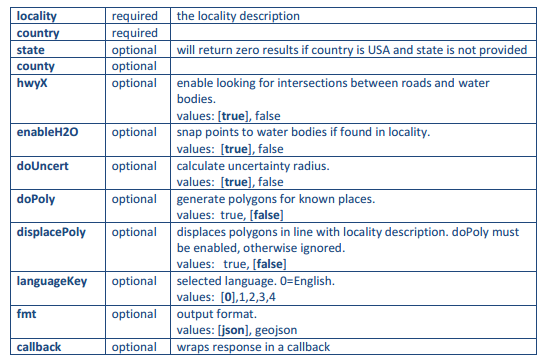 locality required the locality description
country required
state optional will return zero results if country is USA and state is not provided
county optional
hwyX optional enable looking for intersections between roads and water
bodies.
values: [true], false
enableH2O optional snap points to water bodies if found in locality.
values: [true], false
doUncert optional calculate uncertainty radius.
values: [true], false
doPoly optional generate polygons for known places.
values: true, [false]
displacePoly optional displaces polygons in line with locality description. doPoly must
be enabled, otherwise ignored.
values: true, [false]
languageKey optional selected language. 0=English.
values: [0],1,2,3,4
fmt optional output format.
values: [json], geojson
callback optional wraps response in a callback